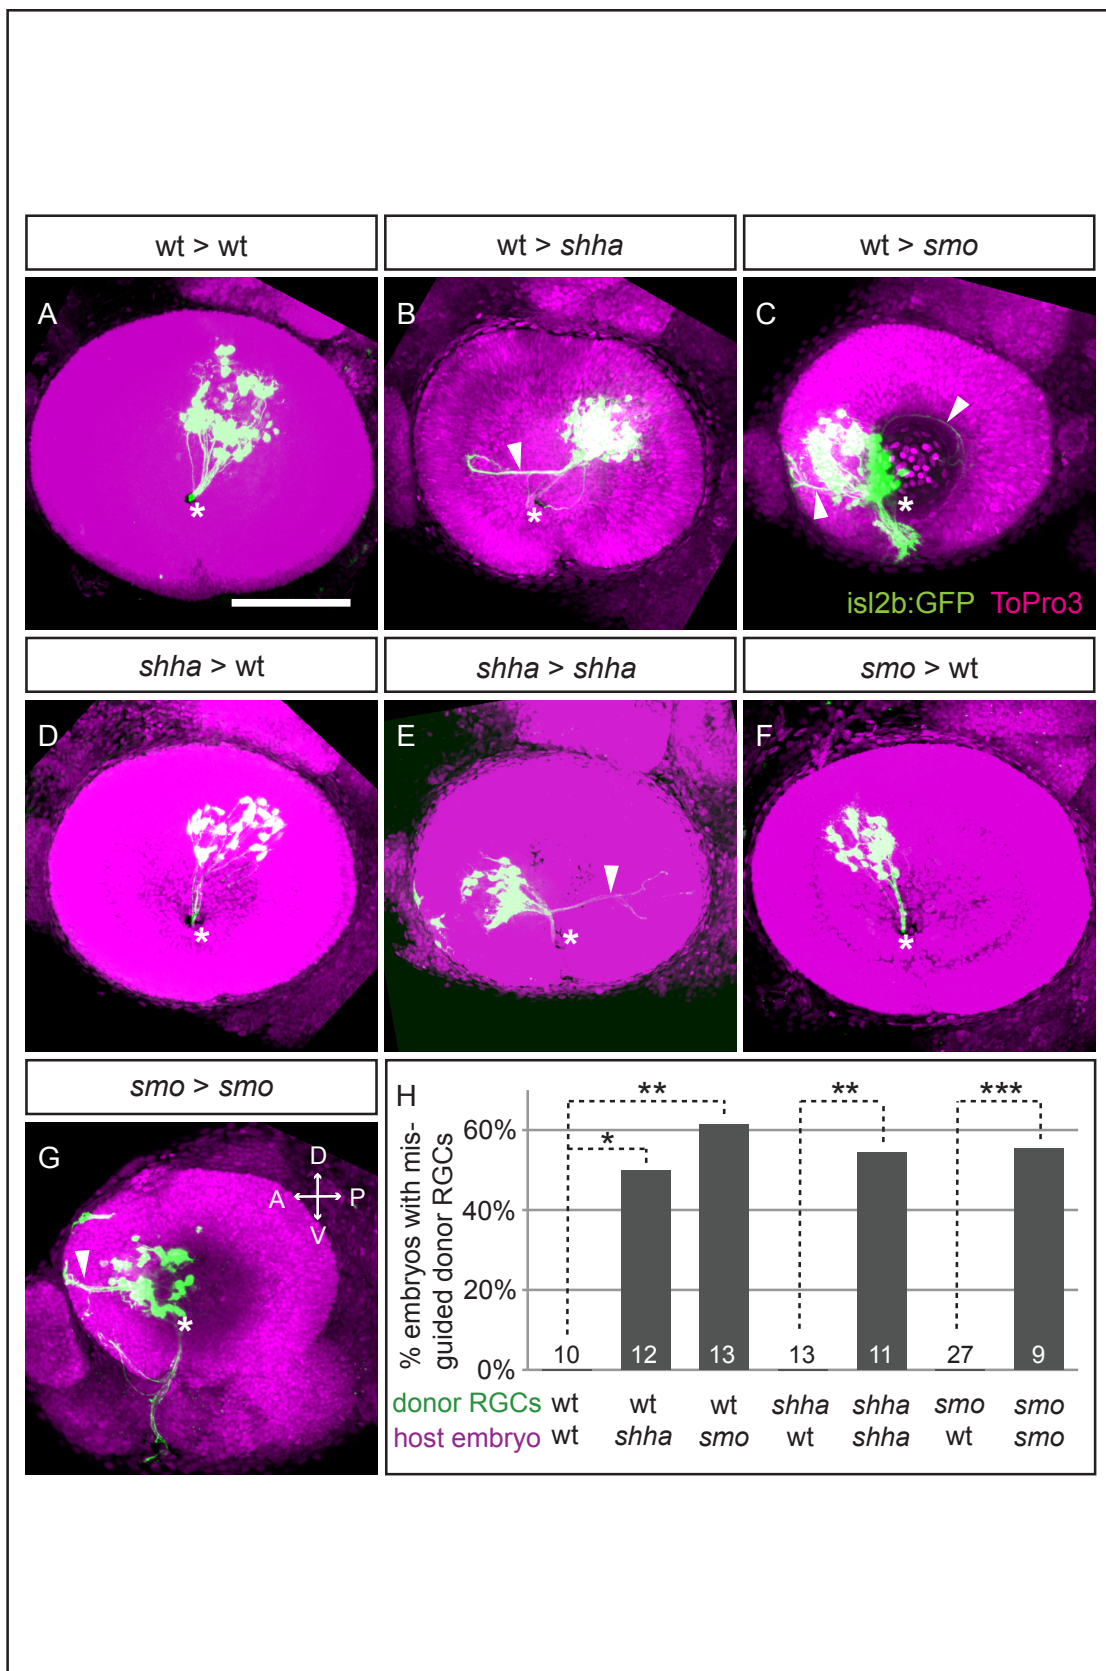 wt > wt
wt > shha
wt > smo
A
B
C
isl2b:GFP ToPro3
*
*
*
shha > wt
shha > shha
smo > wt
D
E
F
*
*
*
smo > smo
G
D
A P
V
*
H
% embryos with mis-
guided donor RGCs
60%
40%
20%
0%
** ** ***
*
10 12 13 13 11 27 9
donor RGCs wt wt wt shha shha smo smo
host embryo wt shha smo wt shha wt smo